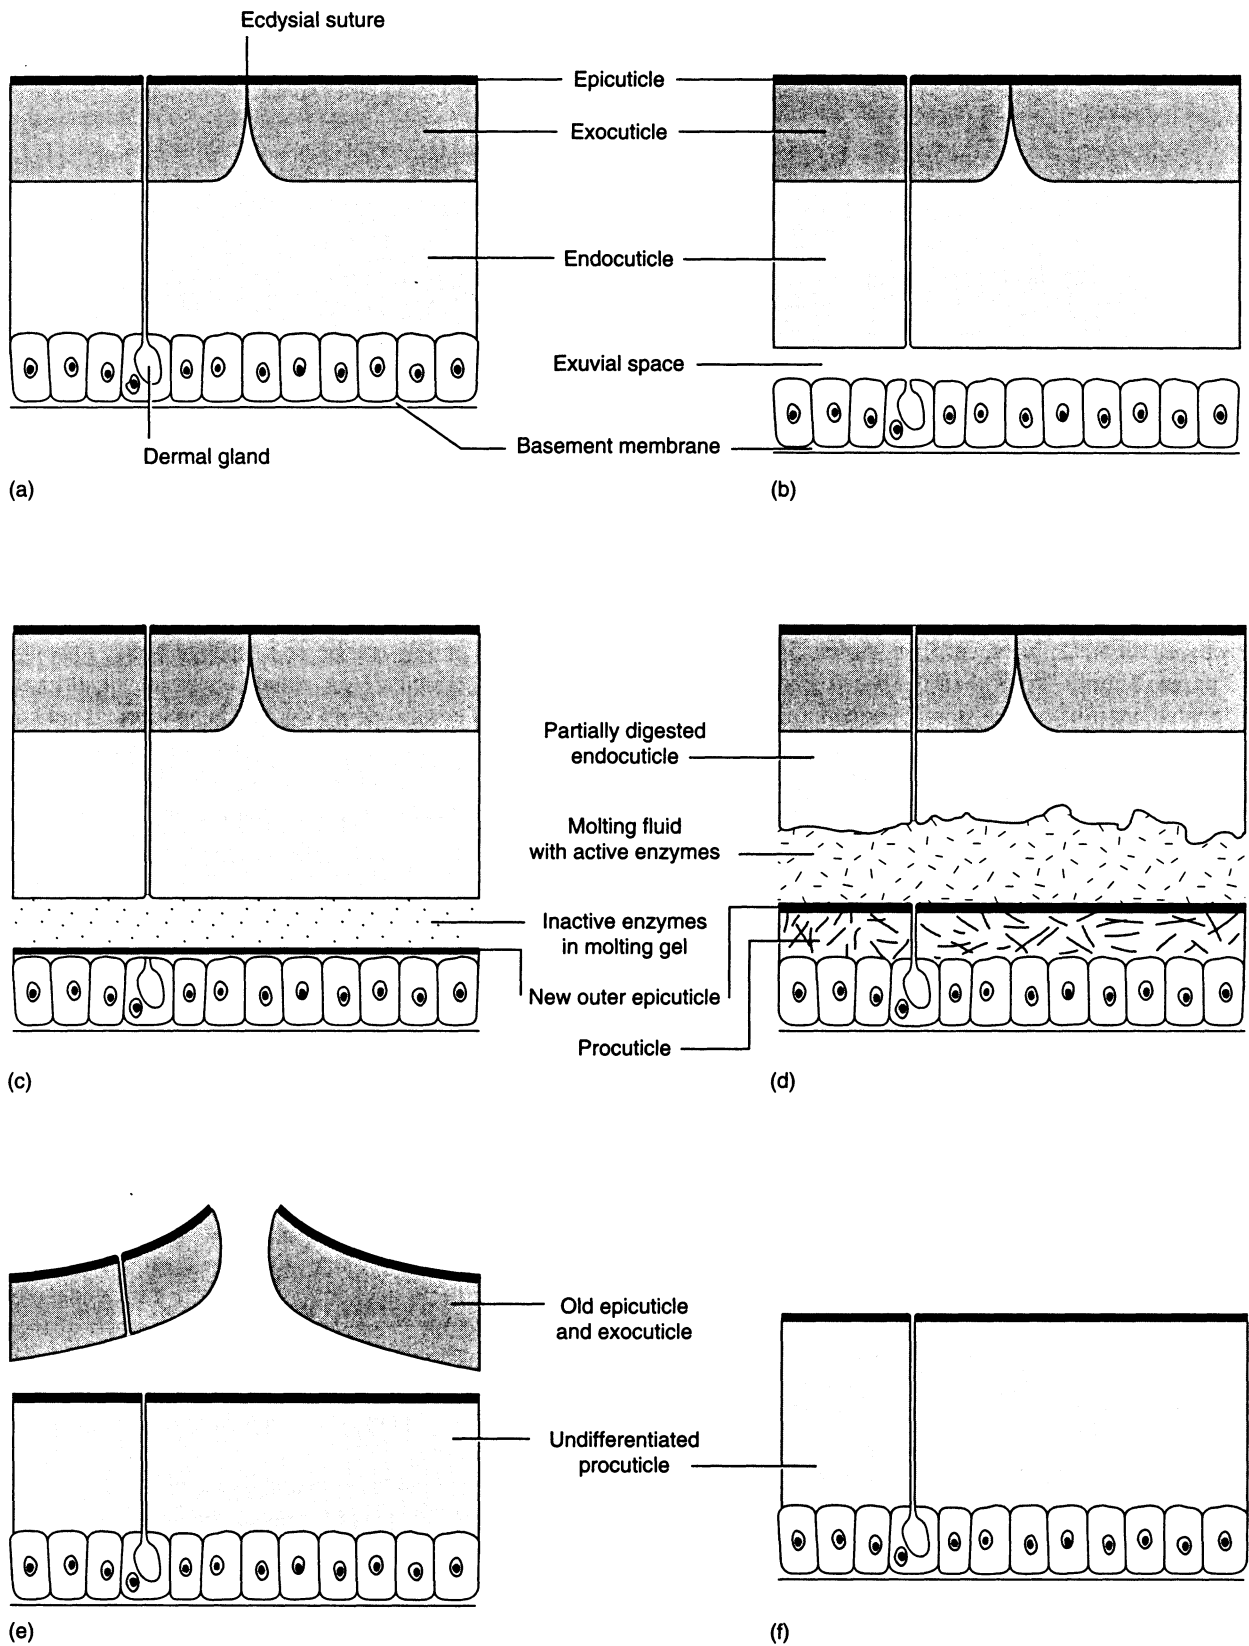 Ecdysial suture
Epicuticle
Exocuticle
Endocuticle
Exuvial space
Basement membrane
Dermal gland
(a)
(b)
Partially digested
endocuticle
Molting fluid
with active enzymes
Inactive enzymes
in molting gel
New outer epicuticle
Procuticle
(c)
(d)
Old epicuticle
and exocuticle
Undifferentiated
procuticle
(e)
(f)